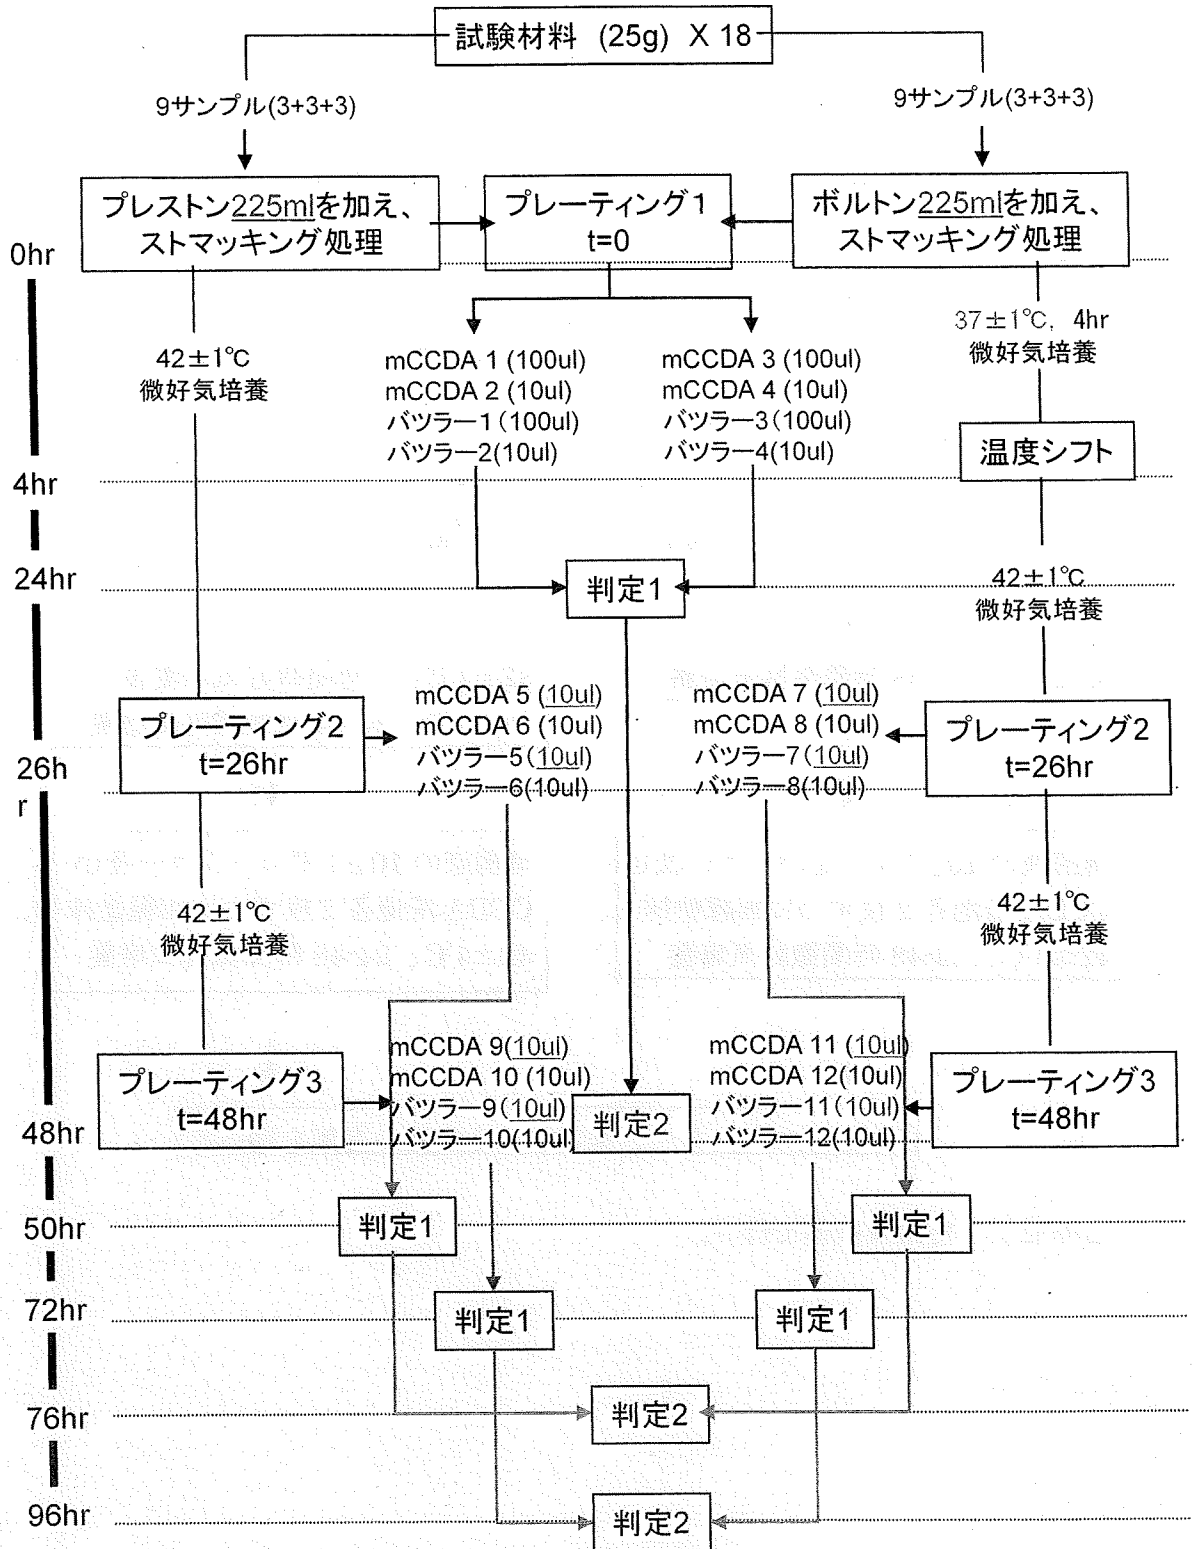 試験材料 (25g) X 18
9サンプル(3+3+3)
9サンプル(3+3+3)
プレストン225mlを加え、
ストマッキング処理
プレーティング1
t=0
ボルトン225mlを加え、
ストマッキング処理
0hr
42±1℃
微好気培養
mCCDA 1 (100ul)
mCCDA 2 (10ul)
バツラー1(100ul)
バツラー2(10ul)
mCCDA 3 (100ul)
mCCDA 4 (10ul)
バツラー3(100ul)
バツラー4(10ul)
37±1℃, 4hr
微好気培養
温度シフト
4hr
24hr
判定1
42±1℃
微好気培養
プレーティング2
t=26hr
mCCDA 5 (10ul)
mCCDA 6 (10ul)
バツラー5(10ul)
バツラー6(10ul)
mCCDA 7 (10ul)
mCCDA 8 (10ul)
バツラー7(10ul)
バツラー8(10ul)
プレーティング2
t=26hr
26h
r
42±1℃
微好気培養
42±1℃
微好気培養
プレーティング3
t=48hr
mCCDA 9(10ul)
mCCDA 10 (10ul)
バツラー9(10ul)
バツラー10(10ul)
判定2
mCCDA 11 (10ul)
mCCDA 12(10ul)
バツラー11(10ul)
バツラー12(10ul)
プレーティング3
t=48hr
48hr
50hr
判定1
判定1
72hr
判定1
判定1
76hr
判定2
96hr
判定2